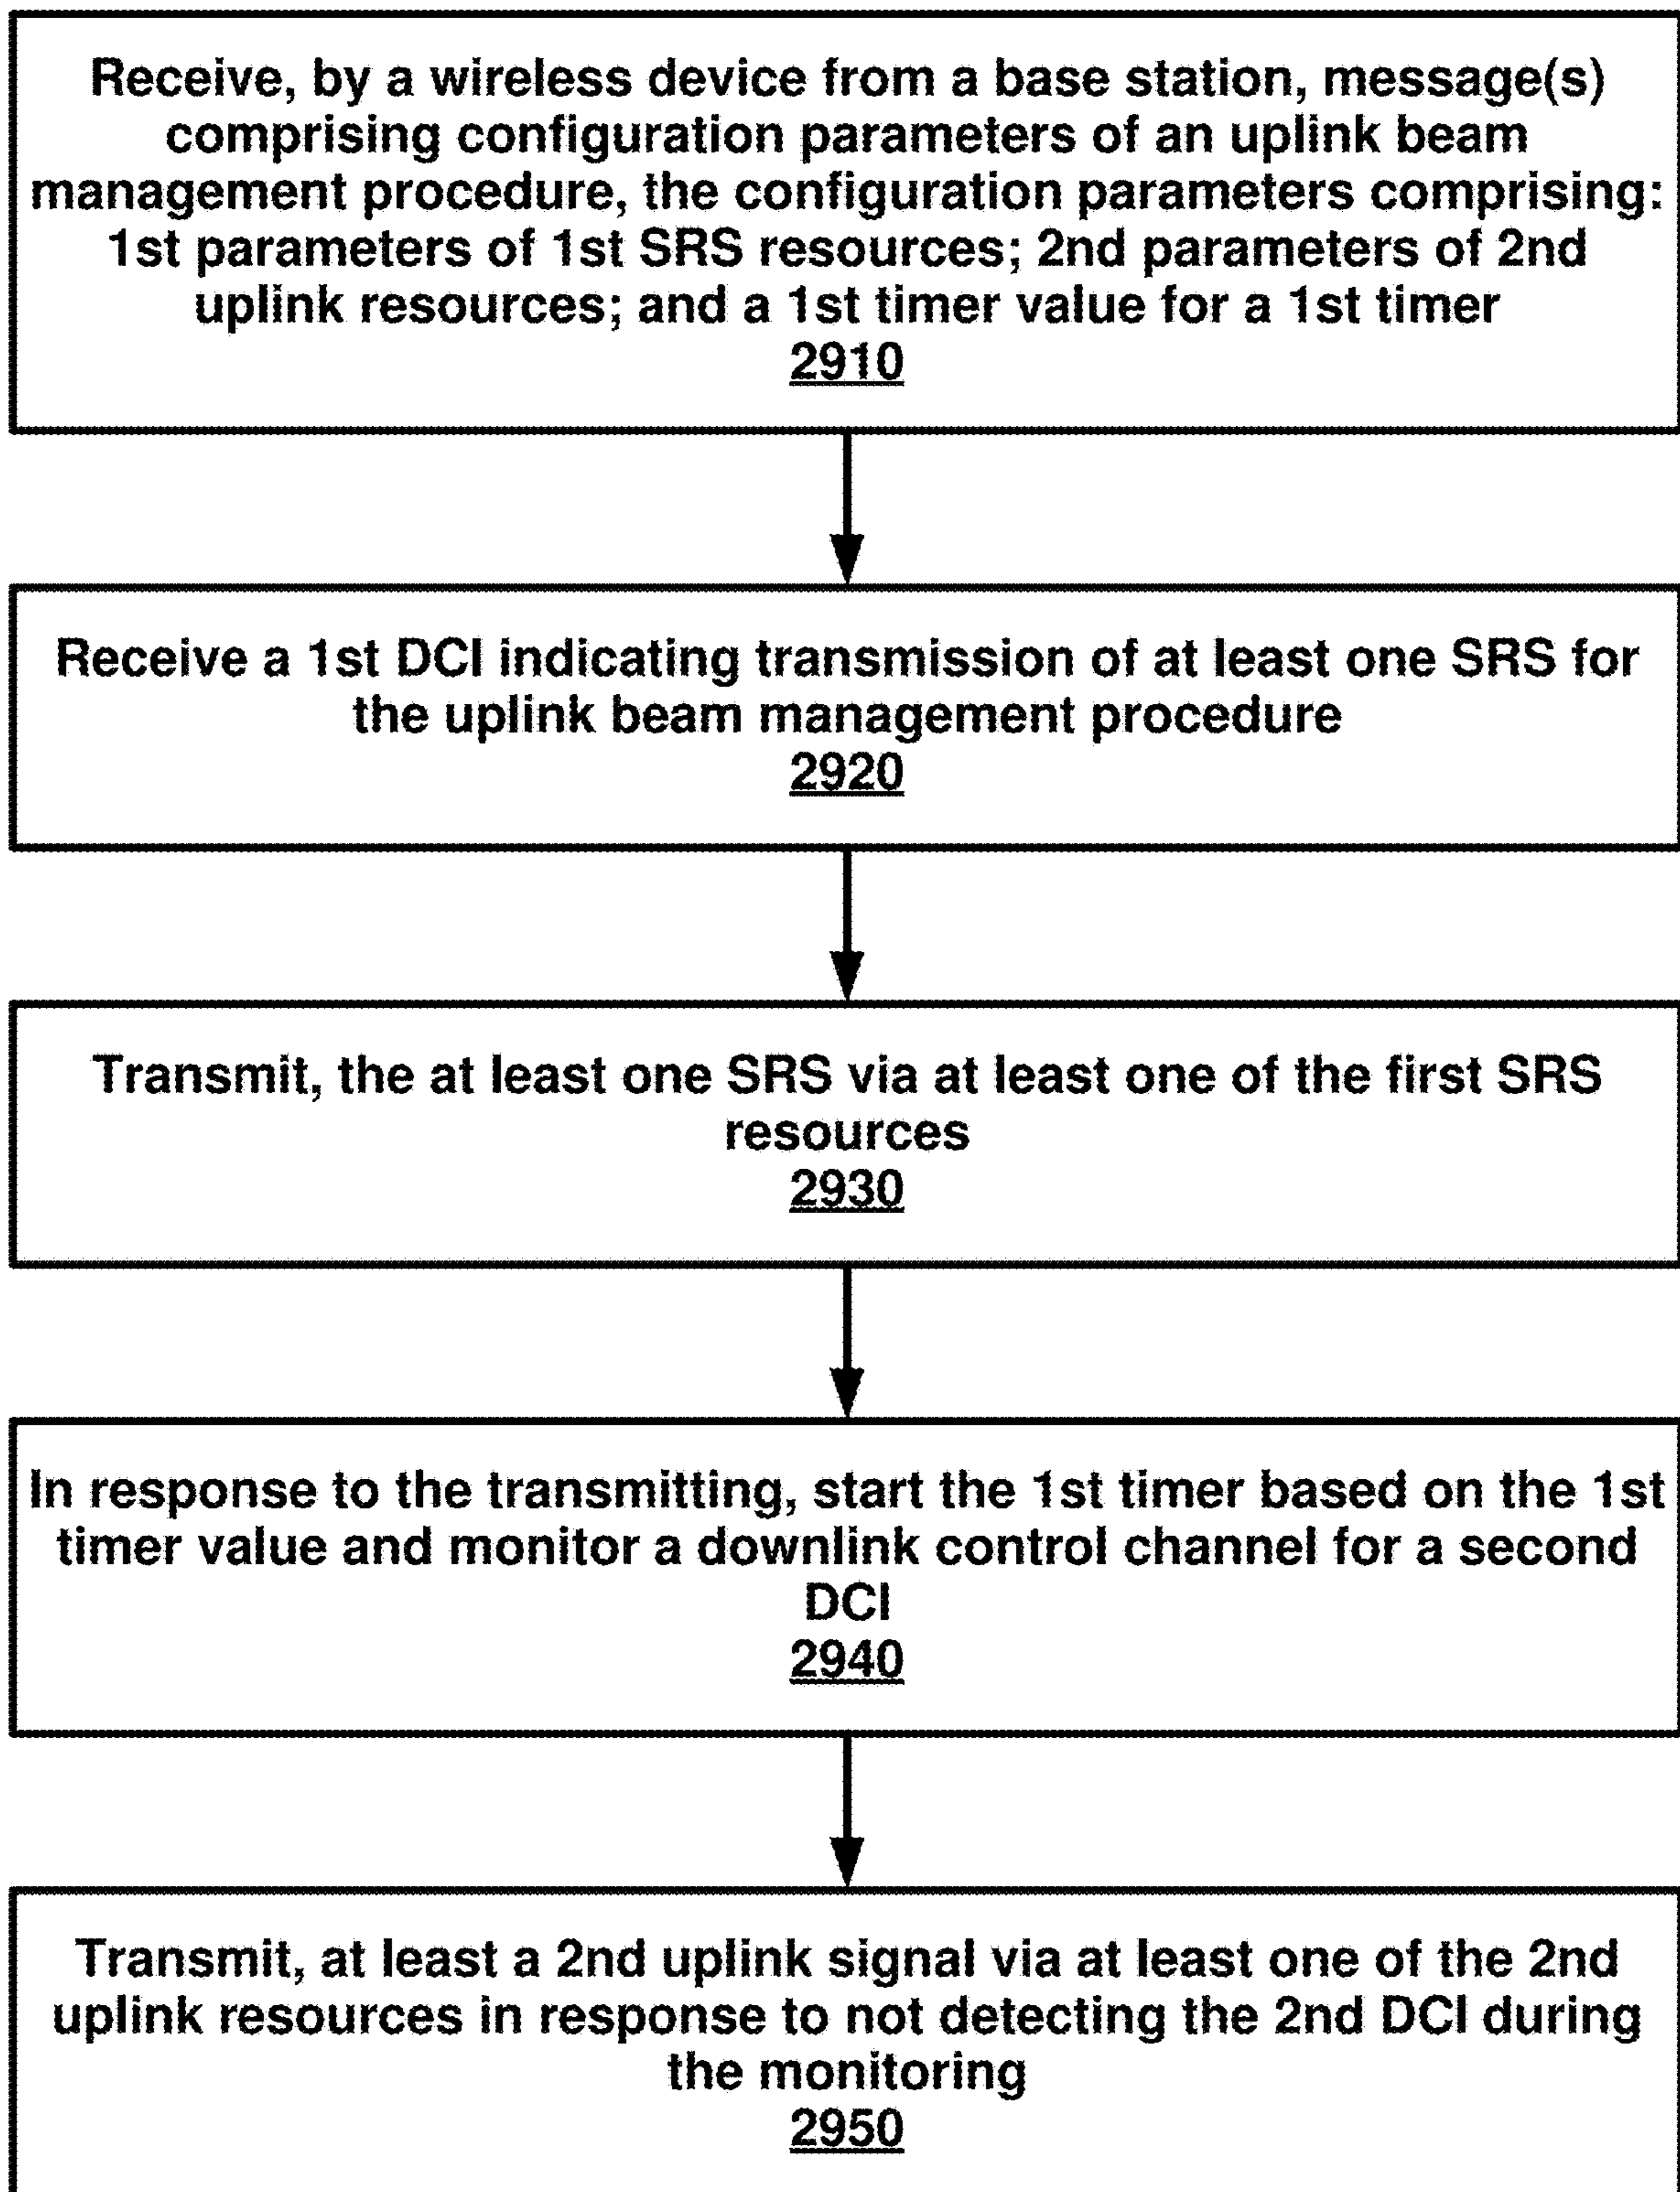 Receive, by a wireless device from a base station, message(s)
comprising configuration parameters of an uplink beam
management procedure, the configuration parameters comprising:
1st parameters of 1st SRS resources; 2nd parameters of 2nd
uplink resources; and a 1st timer value for a 1st timer
2910
Receive a 1st DCI indicating transmission of at least one SRS for
the uplink beam management procedure
2920
Transmit, the at least one SRS via at least one of the first SRS
resources
2930
In response to the transmitting, start the 1st timer based on the 1st
timer value and monitor a downlink control channel for a second
DCI
2940
Transmit, at least a 2nd uplink signal via at least one of the 2nd
uplink resources in response to not detecting the 2nd DCI during
the monitoring
2950